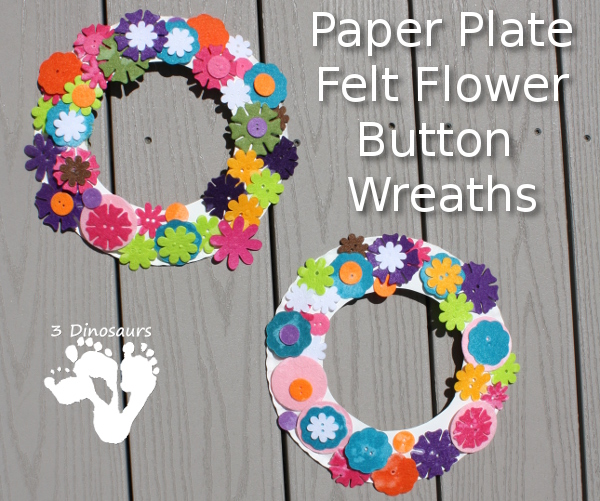 Paper Plate
Felt Flower
Button
Wreaths
3 Dinosaurs